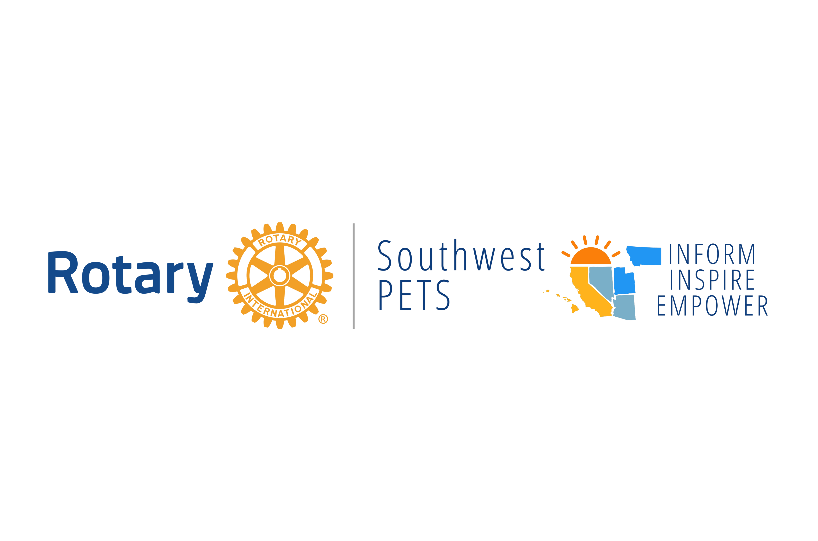 Rotary
ROTARY
INTERNATIONAL
®
Southwest
PETS
INFORM
INSPIRE
EMPOWER